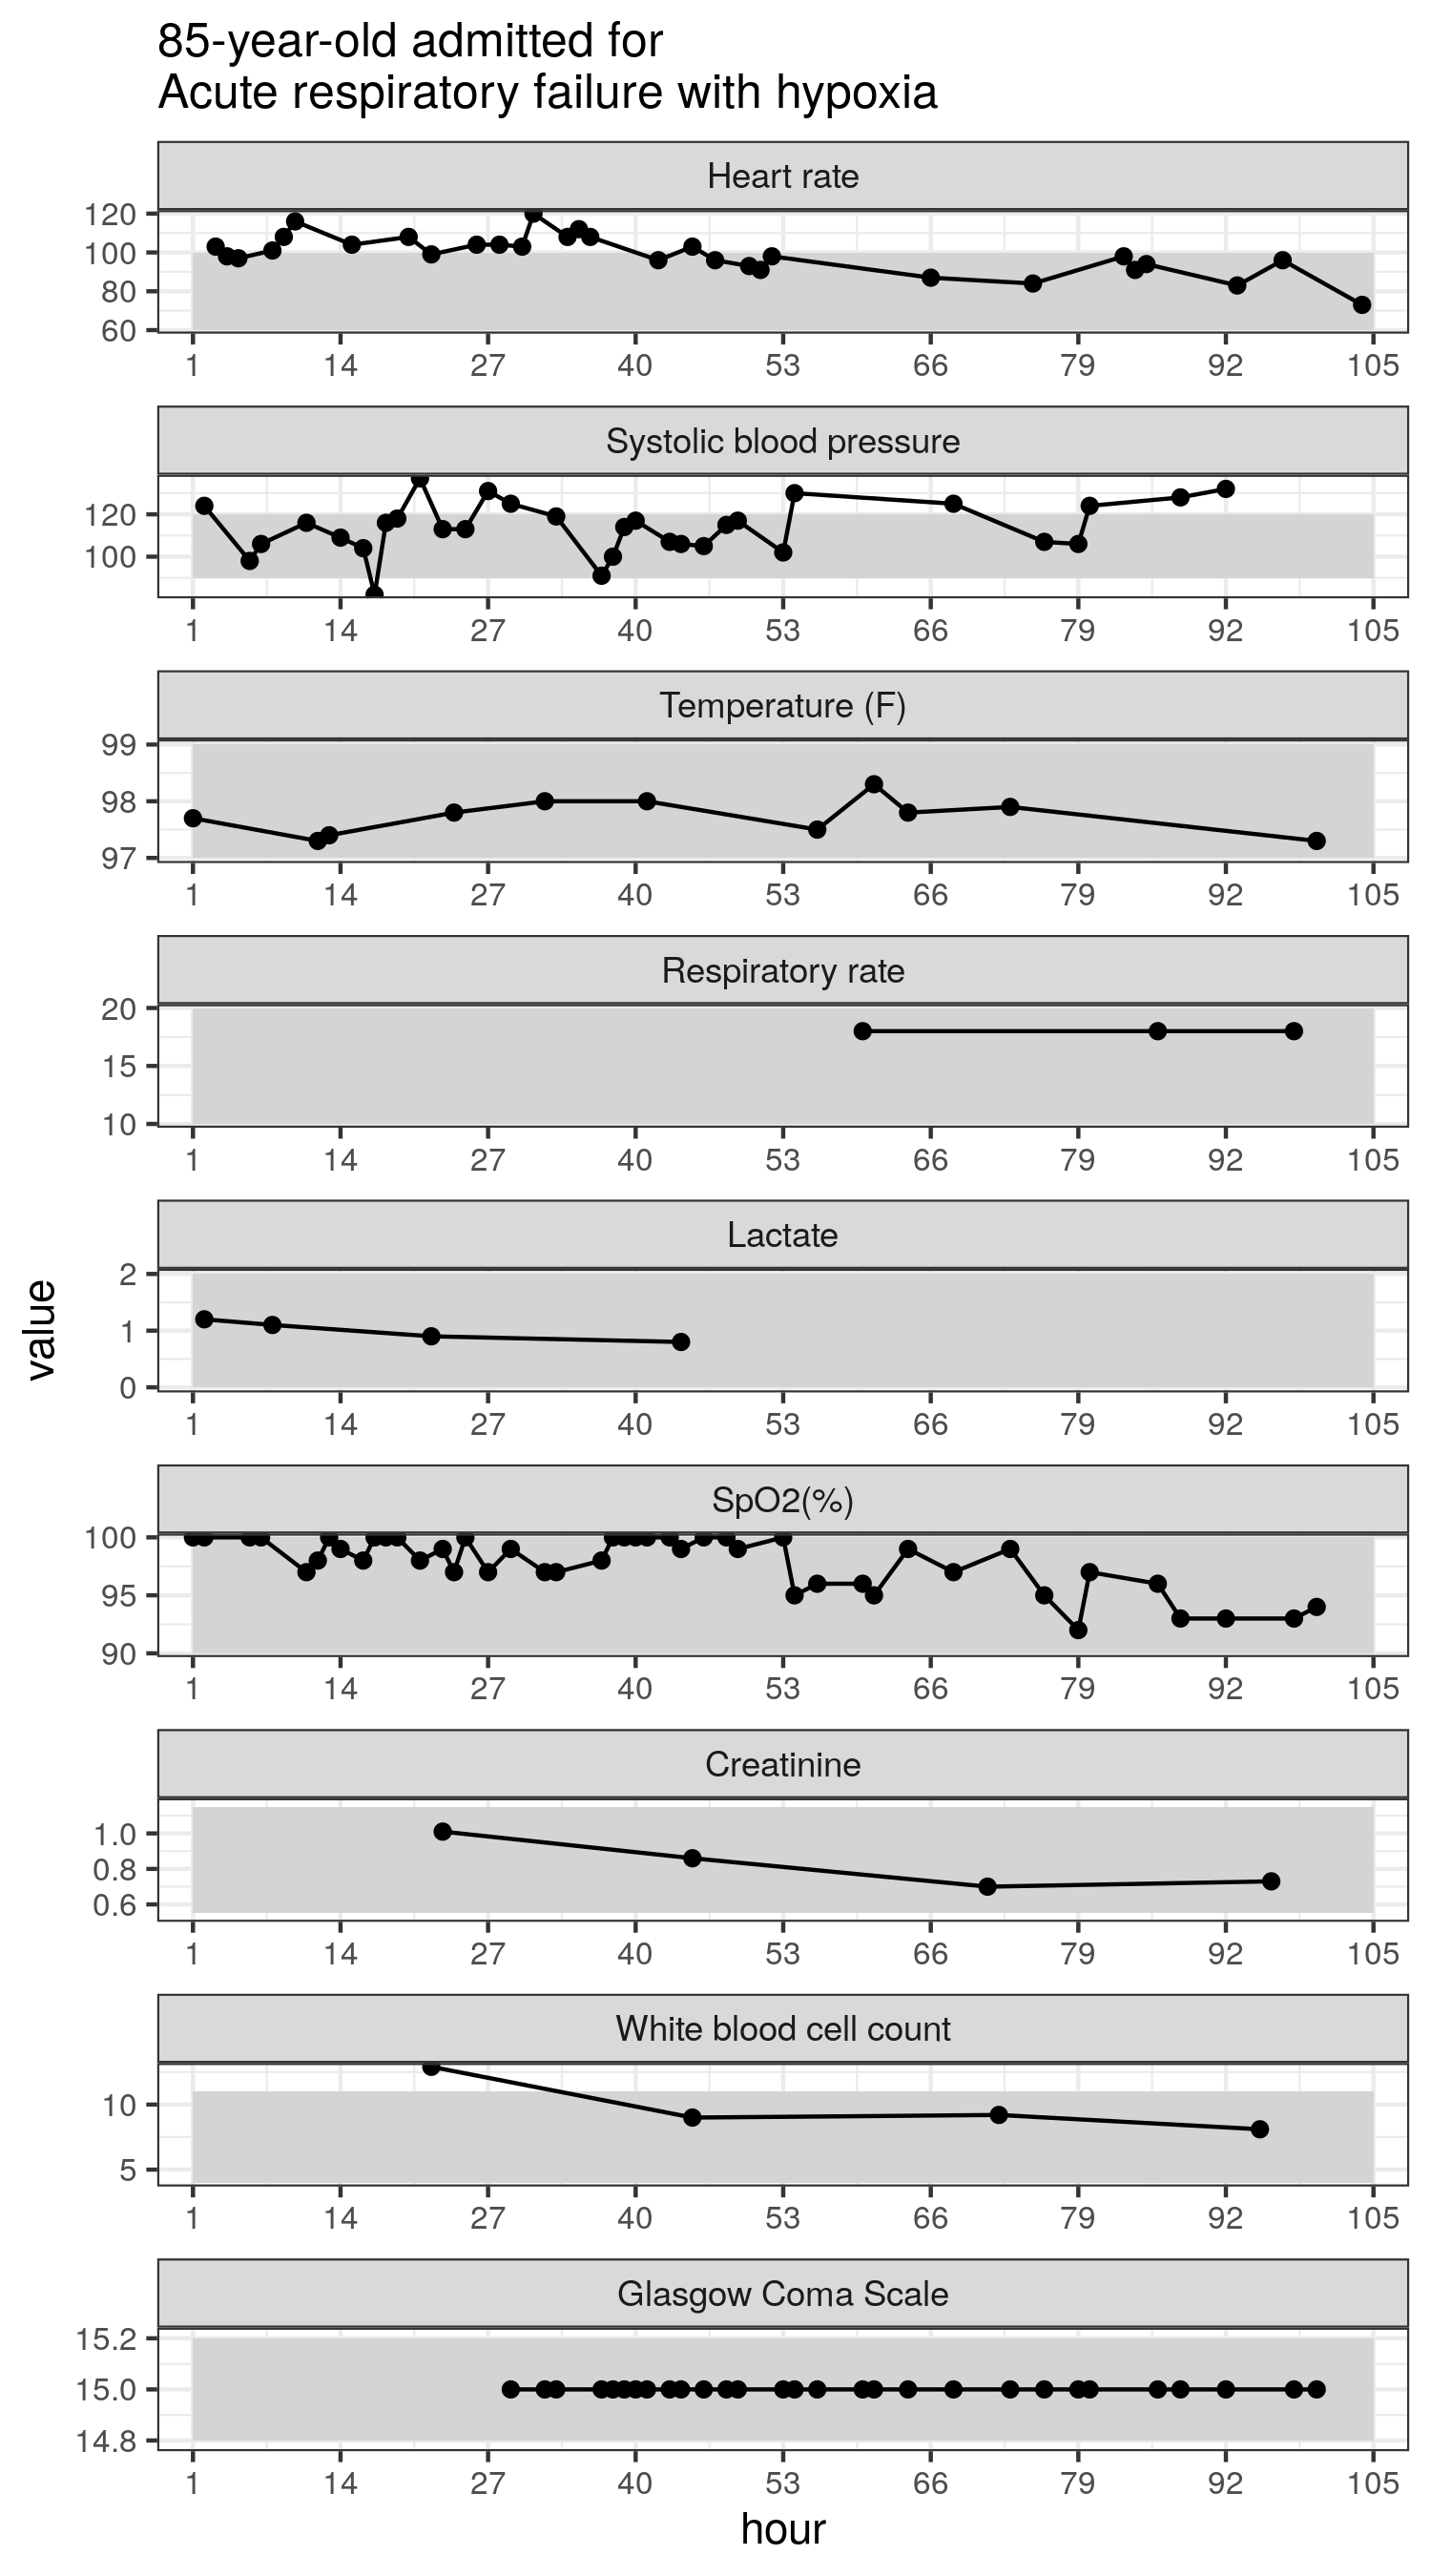 85-year-old admitted for
Acute respiratory failure with hypoxia
Heart rate
120
100
80
60
1 14 27 40 53 66 79 92 105
Systolic blood pressure
120
100
1 14 27 40 53 66 79 92 105
Temperature (F)
99
98
97
1 14 27 40 53 66 79 92 105
Respiratory rate
20
15
10
1 14 27 40 53 66 79 92 105
Lactate
2
1
0
1 14 27 40 53 66 79 92 105
value
SpO2(%)
100
95
90
1 14 27 40 53 66 79 92 105
Creatinine
1.0
0.8
0.6
1 14 27 40 53 66 79 92 105
White blood cell count
10
5
1 14 27 40 53 66 79 92 105
Glasgow Coma Scale
15.2
15.0
14.8
1 14 27 40 53 66 79 92 105
hour